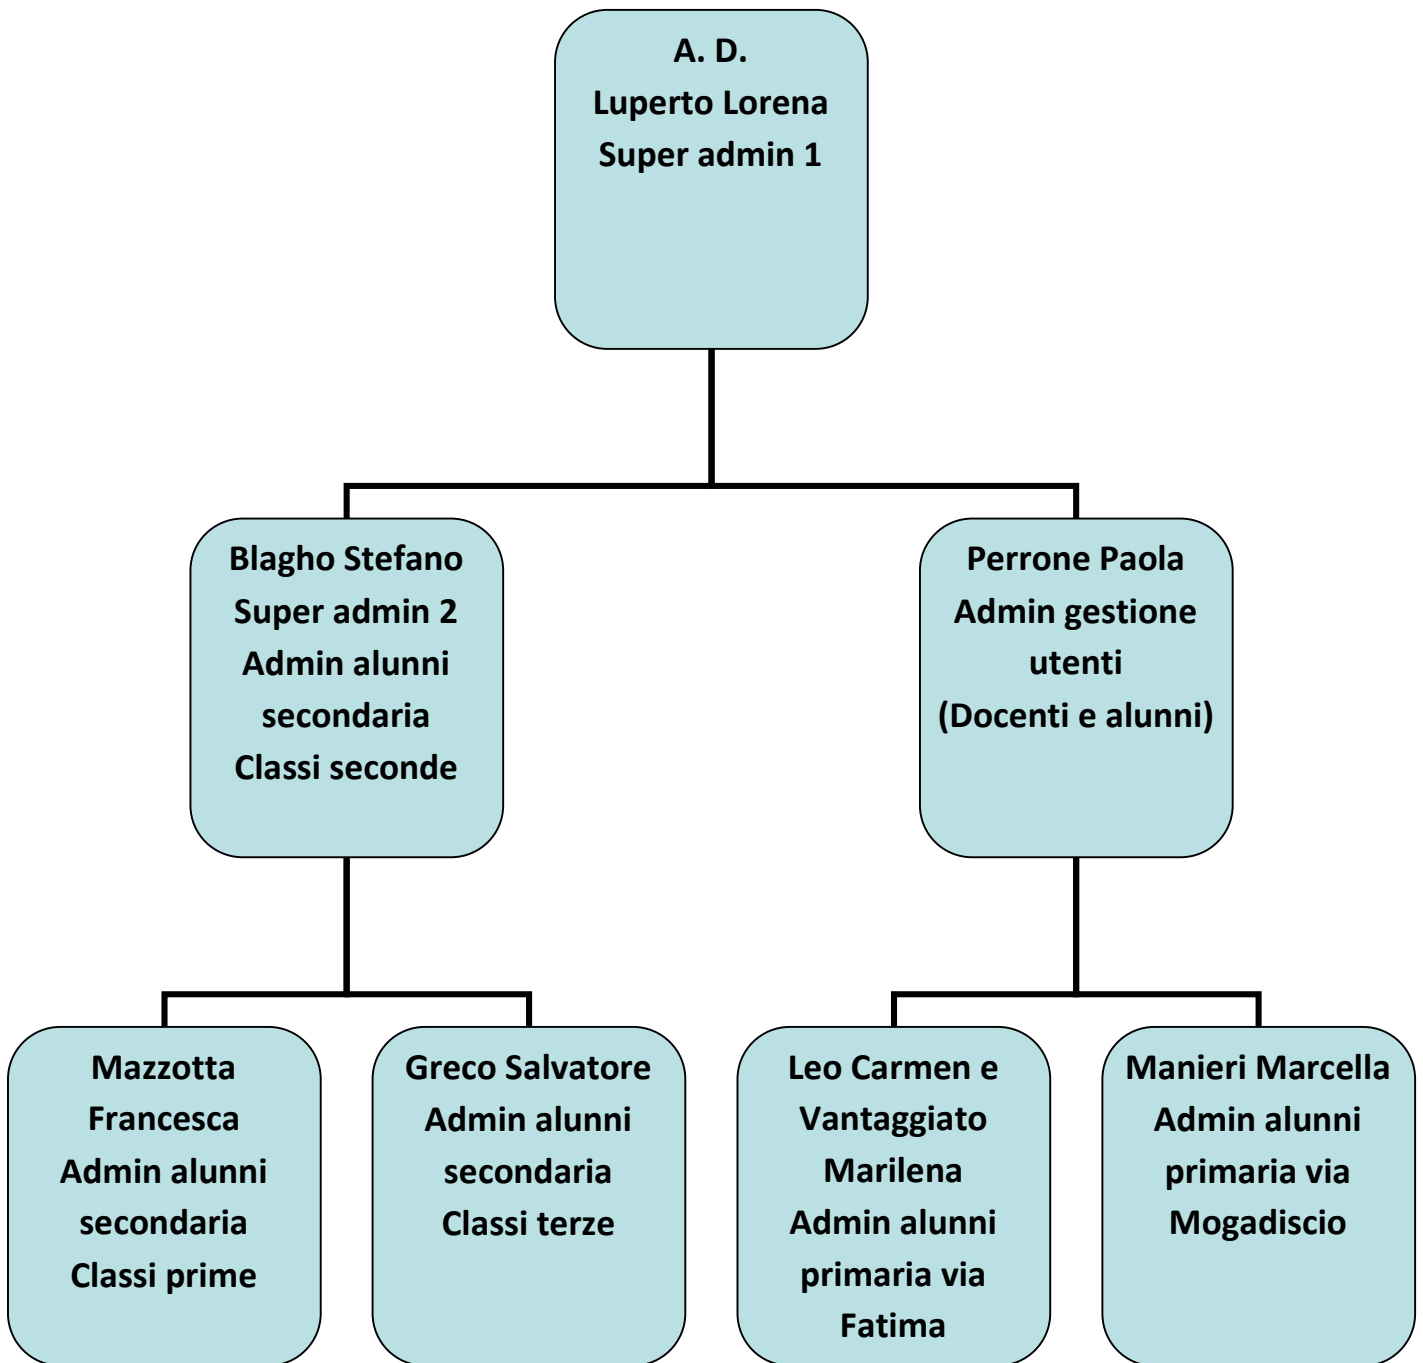 A. D.
Luperto Lorena
Super admin 1
Blagho Stefano
Super admin 2
Admin alunni
secondaria
Classi seconde
Perrone Paola
Admin gestione
utenti
(Docenti e alunni)
Mazzotta
Francesca
Admin alunni
secondaria
Classi prime
Greco Salvatore
Admin alunni
secondaria
Classi terze
Leo Carmen e
Vantaggiato
Marilena
Admin alunni
primaria via
Fatima
Manieri Marcella
Admin alunni
primaria via
Mogadiscio